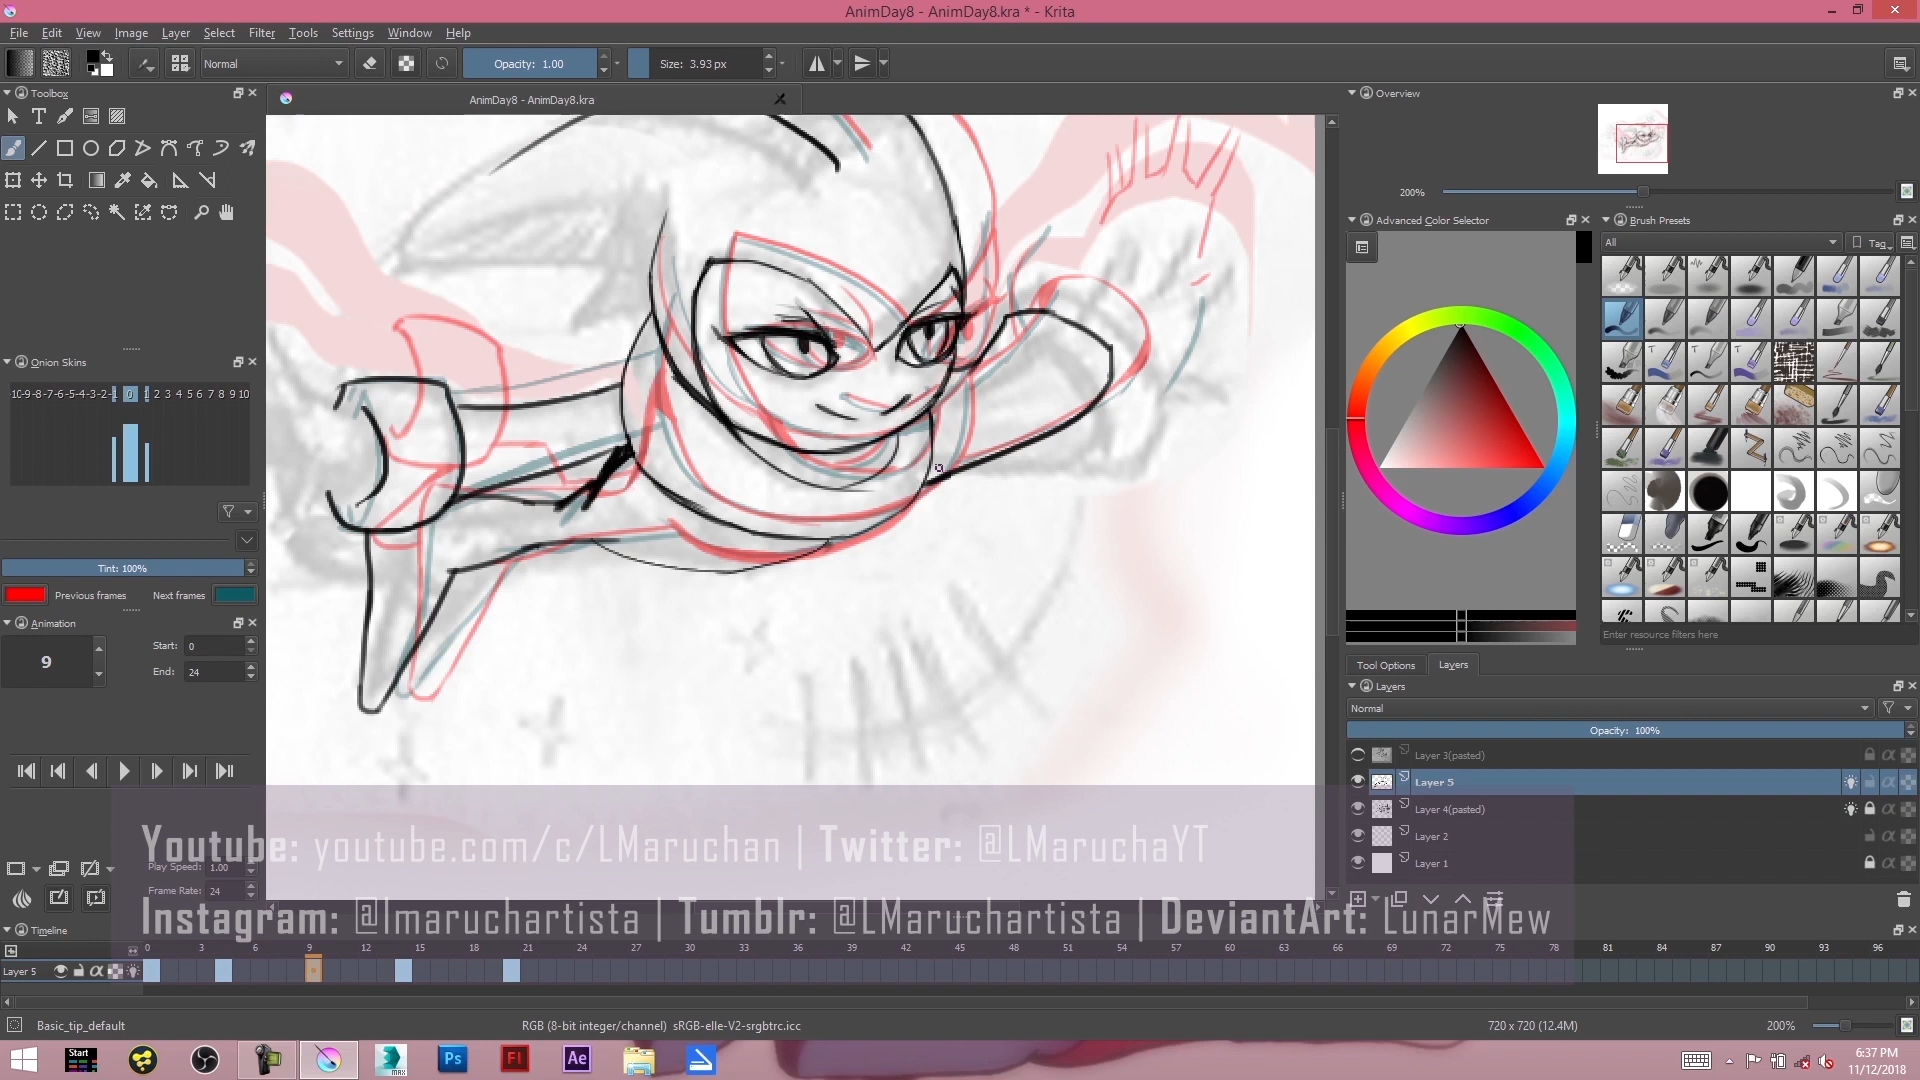 AnimDay8 - AnimDay8.kra * - Krita
File Edit View Image Layer Select Filter Tools Settings Window Help
Normal Opacity: 1.00 Size: 3.93 px
Toolbox
AnimDay8 - AnimDay8.kra
Overview
200%
Advanced Color Selector
Brush Presets
All Tag
Onion Skins
10-9-8-7-6-5-4-3-2-1 0 1 2 3 4 5 6 7 8 9 10
Tint: 100%
Previous frames Next frames
Animation
9
Start: 0
End: 24
Enter resource filters here
Tool Options Layers
Layers
Normal
Opacity: 100%
Layer 3(pasted)
Layer 5
Layer 4(pasted)
Layer 2
Layer 1
Youtube: youtube.com/c/LMaruchan | Twitter: @LMaruchaYT
Play Speed: 1.00
Frame Rate: 24
Instagram: @lmaruchartista | Tumblr: @LMaruchartista | DeviantArt: LunarMew
Timeline
0 3 6 9 12 15 18 21 24 27 30 33 36 39 42 45 48 51 54 57 60 63 66 69 72 75 78 81 84 87 90 93 96
Layer 5
Basic_tip_default
RGB (8-bit integer/channel) sRGB-elle-V2-srgbtrc.icc
720 x 720 (12.4M)
200%
Start
MAX
Ps
Fl
Ae
6:37 PM
11/12/2018